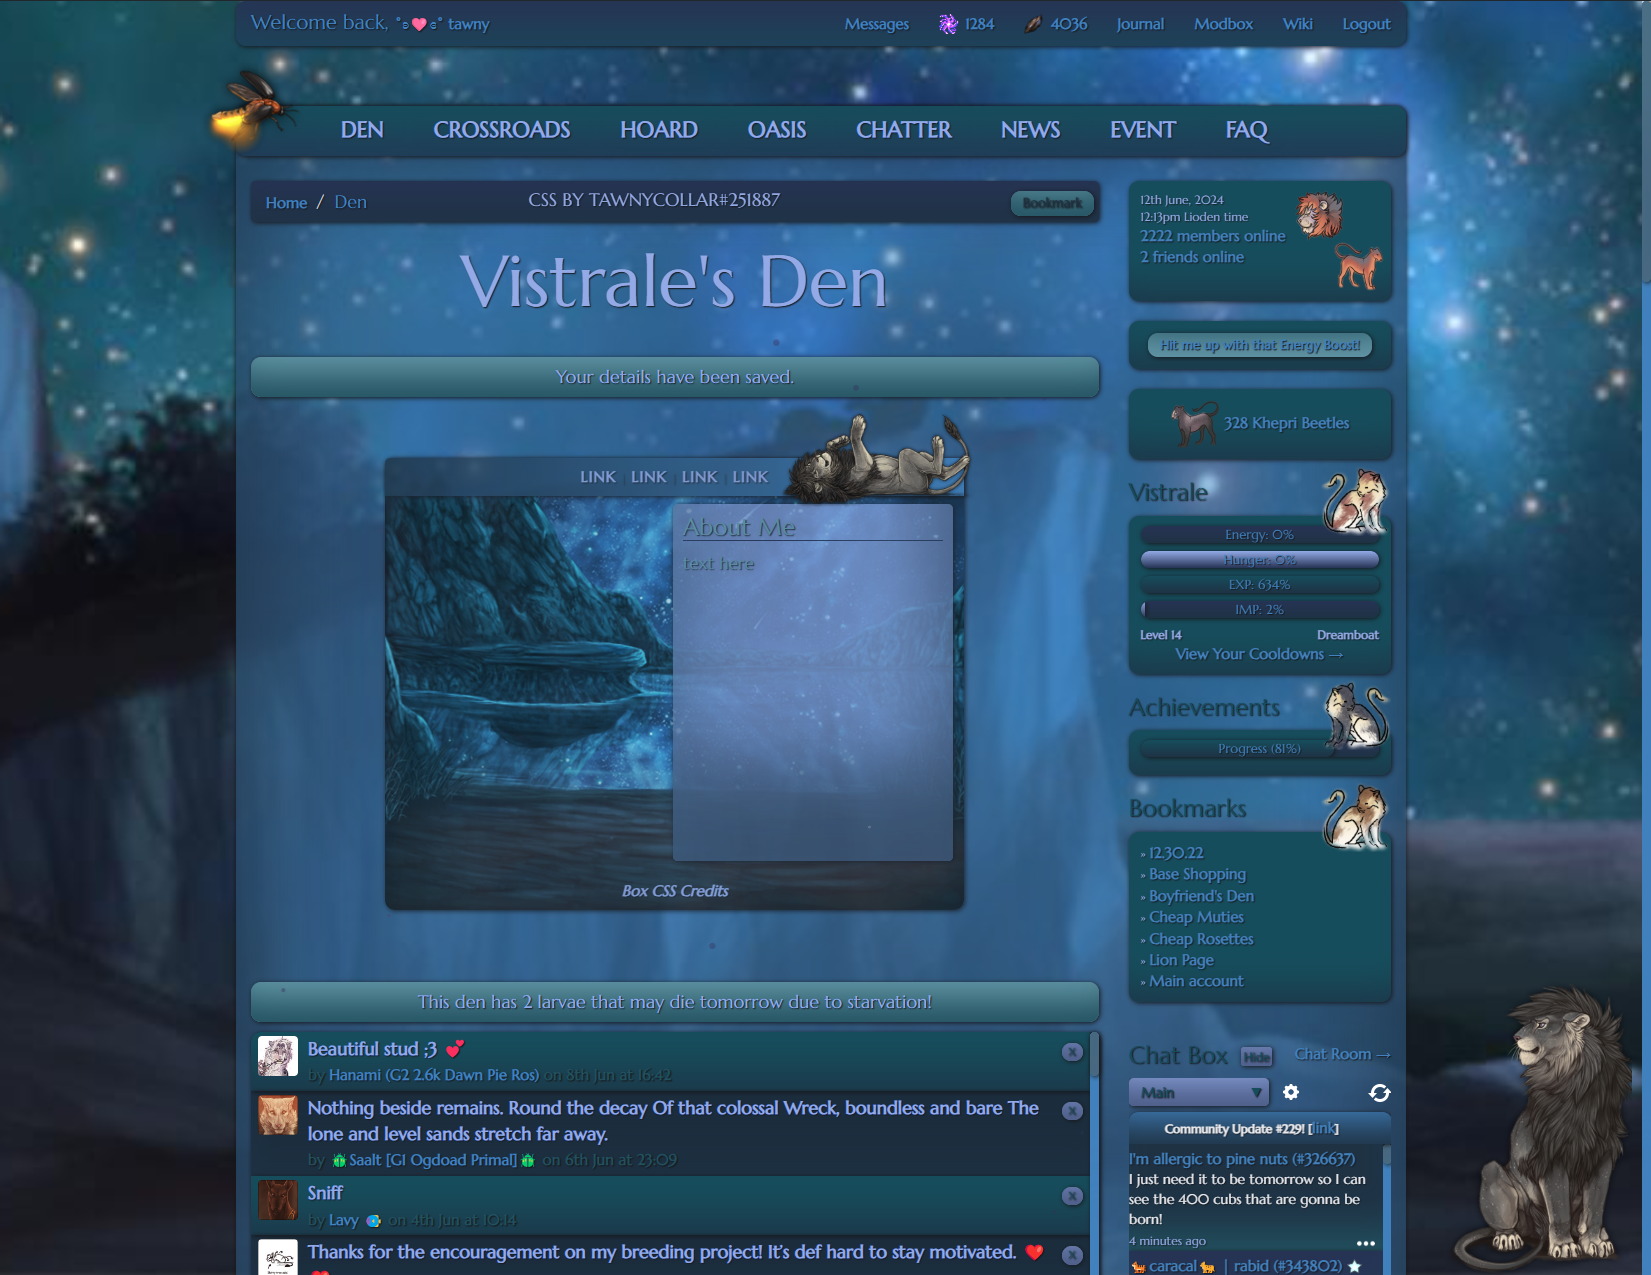 Welcome back, °ʚ❤ɞ° tawny
Messages 1284 4036 Journal Modbox Wiki Logout
DEN CROSSROADS HOARD OASIS CHATTER NEWS EVENT FAQ
Home / Den CSS BY TAWNYCOLLAR#251887 Bookmark
Vistrale's Den
Your details have been saved.
LINK | LINK | LINK | LINK
About Me
text here
Box CSS Credits
This den has 2 larvae that may die tomorrow due to starvation!
Beautiful stud ;3 💕
by Hanami (G2 2.6k Dawn Pie Ros) on 8th Jun at 16:42
x
Nothing beside remains. Round the decay Of that colossal Wreck, boundless and bare The
lone and level sands stretch far away.
by Saalt [G1 Ogdoad Primal] on 6th Jun at 23:09
x
Sniff
by Lavy on 4th Jun at 10:14
x
Thanks for the encouragement on my breeding project! It's def hard to stay motivated. ❤
x
12th June, 2024
12:13pm Lioden time
2222 members online
2 friends online
Hit me up with that Energy Boost!
328 Khepri Beetles
Vistrale
Energy: 0%
Hunger: 0%
EXP: 634%
IMP: 2%
Level 14 Dreamboat
View Your Cooldowns →
Achievements
Progress (81%)
Bookmarks
» 12.30.22
» Base Shopping
» Boyfriend's Den
» Cheap Muties
» Cheap Rosettes
» Lion Page
» Main account
Chat Box Hide Chat Room →
Main
Community Update #229! [link]
I'm allergic to pine nuts (#326637)
I just need it to be tomorrow so I can
see the 400 cubs that are gonna be
born!
4 minutes ago
caracal | rabid (#343802)